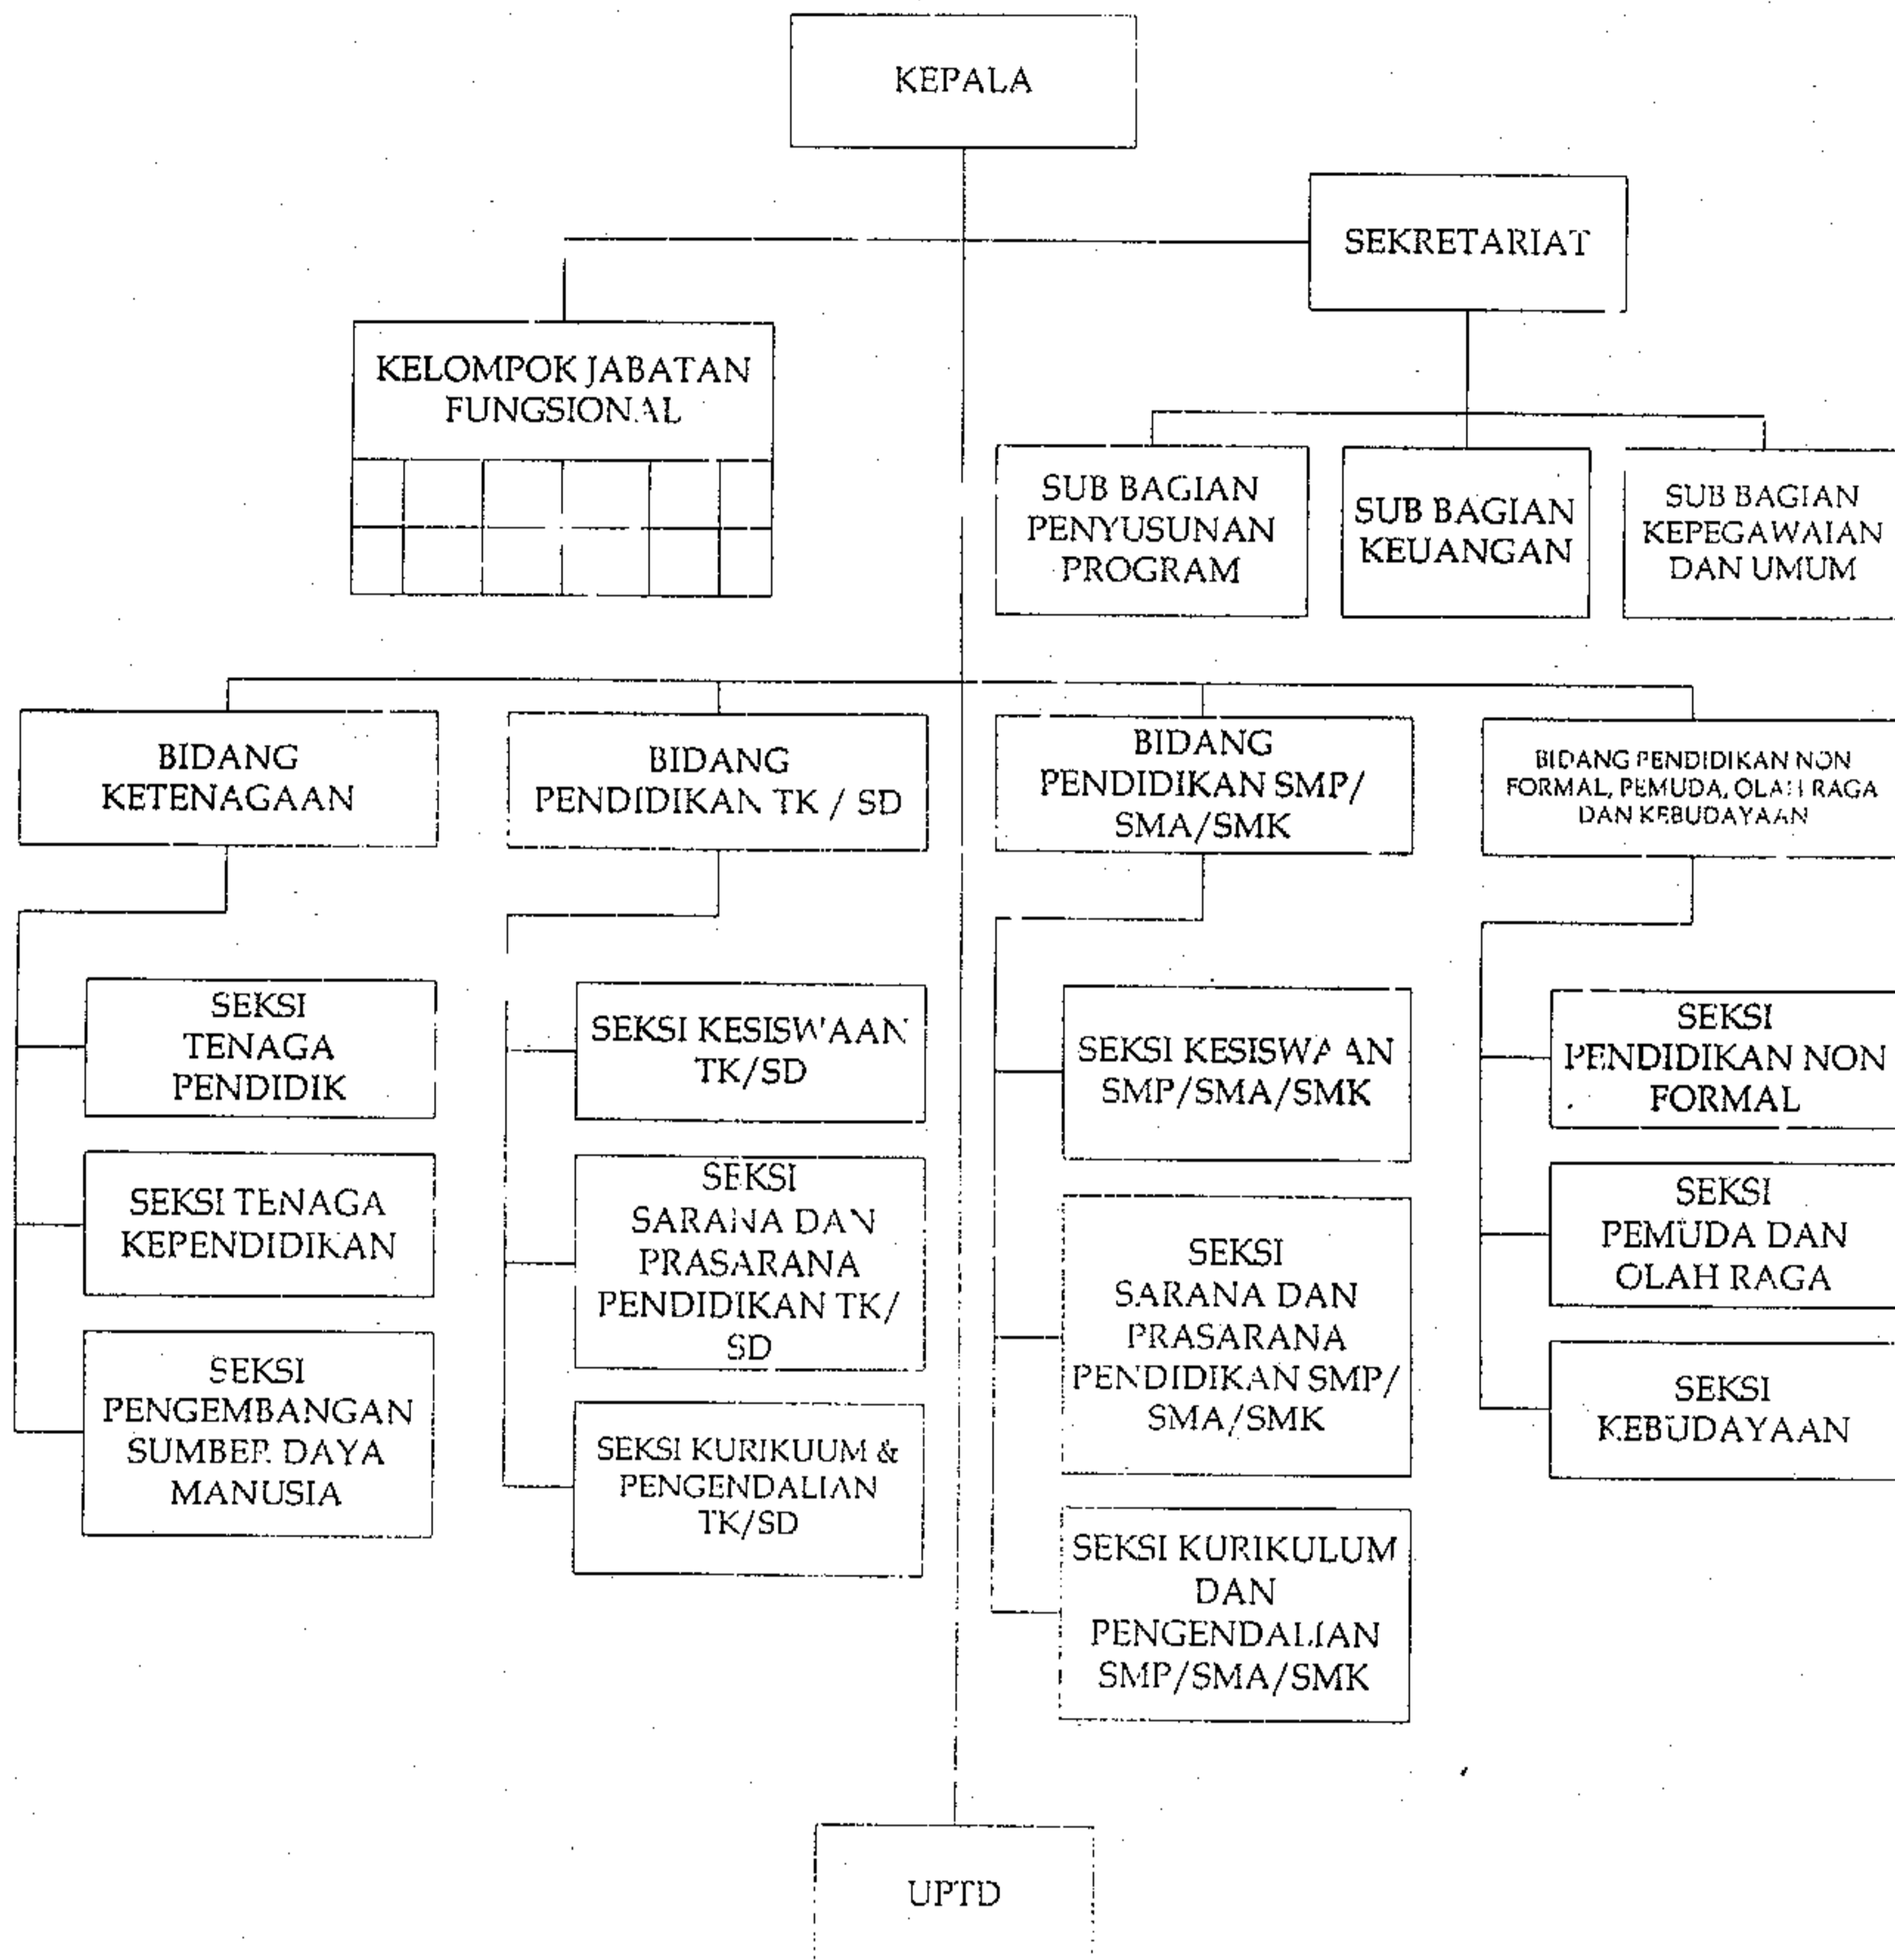 KEPALA
SEKRETARIAT
KELOMPOK JABATAN
FUNGSIONAL
SUB BAGIAN
PENYUSUNAN
PROGRAM
SUB BAGIAN
KEUANGAN
SUB BAGIAN
KEPEGAWAIAN
DAN UMUM
BIDANG
KETENAGAAN
BIDANG
PENDIDIKAN TK / SD
BIDANG
PENDIDIKAN SMP/
SMA/SMK
BIDANG PENDIDIKAN NON
FORMAL, PEMUDA, OLAH RAGA
DAN KEBUDAYAAN
SEKSI
TENAGA
PENDIDIK
SEKSI TENAGA
KEPENDIDIKAN
SEKSI
PENGEMBANGAN
SUMBER DAYA
MANUSIA
SEKSI KESISWAAN
TK/SD
SEKSI
SARANA DAN
PRASARANA
PENDIDIKAN TK/
SD
SEKSI KURIKUUM &
PENGENDALIAN
TK/SD
SEKSI KESISWAAN
SMP/SMA/SMK
SEKSI
SARANA DAN
PRASARANA
PENDIDIKAN SMP/
SMA/SMK
SEKSI KURIKULUM
DAN
PENGENDALIAN
SMP/SMA/SMK
SEKSI
PENDIDIKAN NON
FORMAL
SEKSI
PEMUDA DAN
OLAH RAGA
SEKSI
KEBUDAYAAN
UPTD